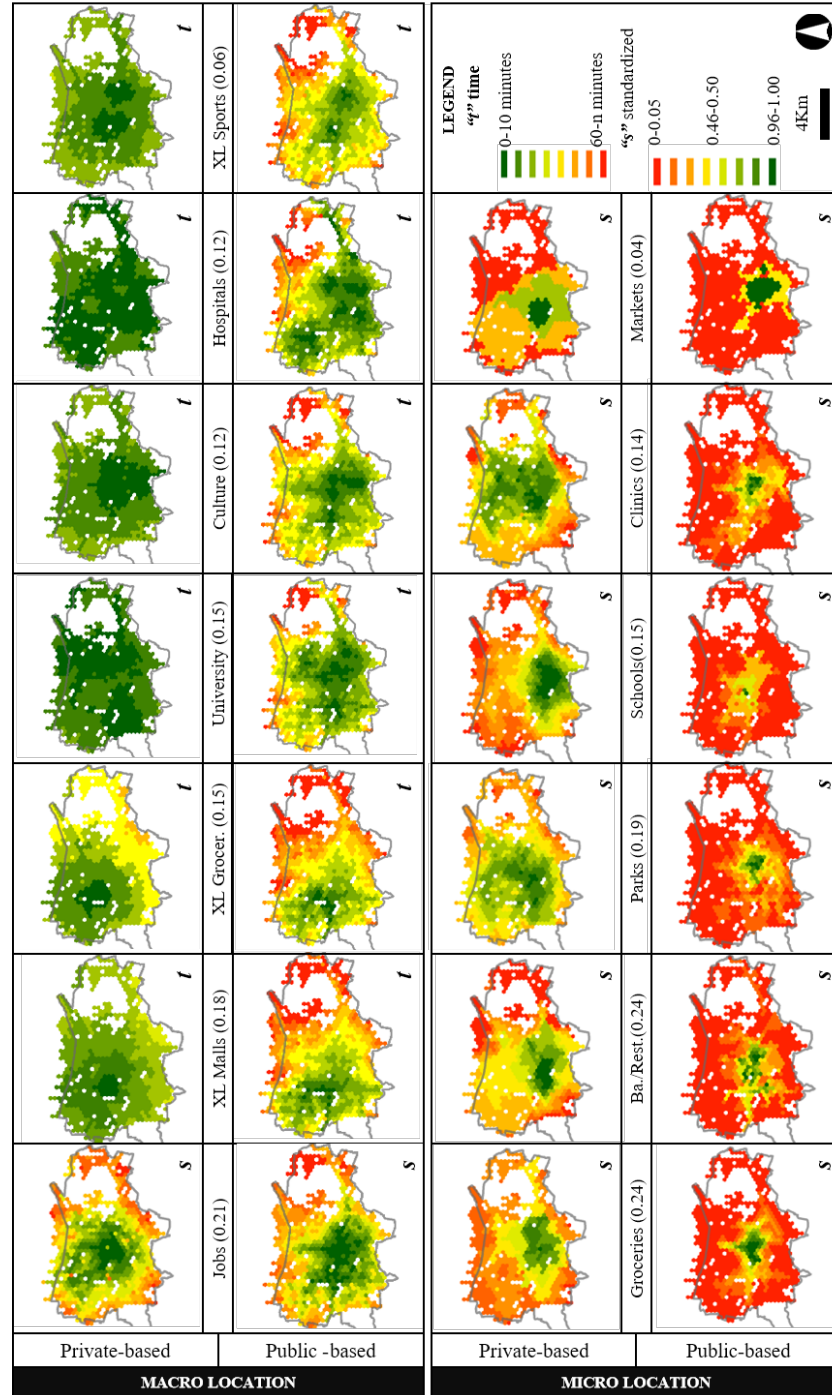 MACRO LOCATION
Private-based
s
t
t
t
t
t
t
Jobs (0.21)
XL Malls (0.18)
XL Grocer. (0.15)
University (0.15)
Culture (0.12)
Hospitals (0.12)
XL Sports (0.06)
Public -based
s
t
t
t
t
t
t
MICRO LOCATION
Private-based
s
s
s
s
s
s
Groceries (0.24)
Ba./Rest.(0.24)
Parks (0.19)
Schools(0.15)
Clinics (0.14)
Markets (0.04)
Public-based
s
s
s
s
s
s
LEGEND
“t” time
0-10 minutes
60-n minutes
“s” standardized
0-0.05
0.46-0.50
0.96-1.00
4Km